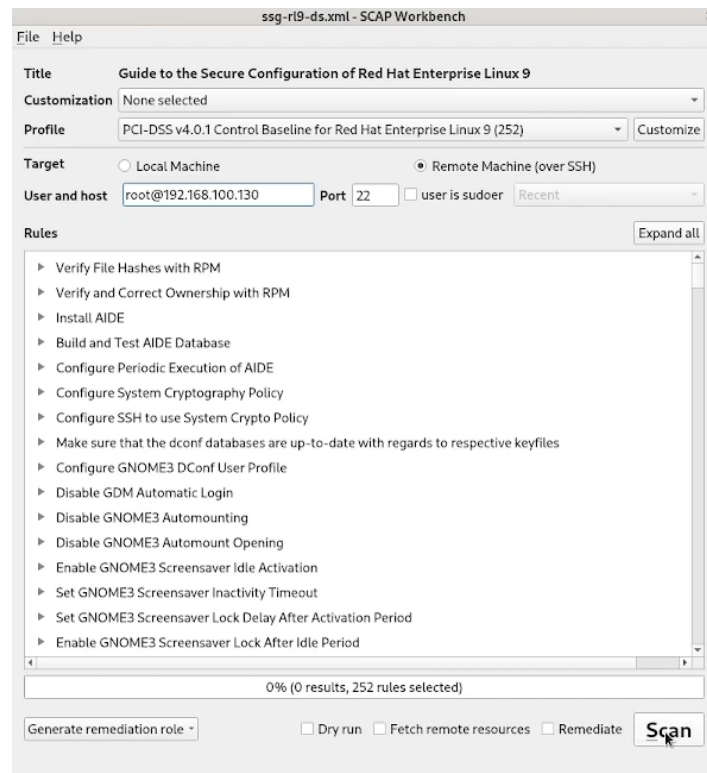 ssg-rl9-ds.xml - SCAP Workbench
File Help
Title Guide to the Secure Configuration of Red Hat Enterprise Linux 9
Customization None selected
Profile PCI-DSS v4.0.1 Control Baseline for Red Hat Enterprise Linux 9 (252) Customize
Target Local Machine Remote Machine (over SSH)
User and host root@192.168.100.130 Port 22 user is sudoer Recent
Rules Expand all
Verify File Hashes with RPM
Verify and Correct Ownership with RPM
Install AIDE
Build and Test AIDE Database
Configure Periodic Execution of AIDE
Configure System Cryptography Policy
Configure SSH to use System Crypto Policy
Make sure that the dconf databases are up-to-date with regards to respective keyfiles
Configure GNOME3 DConf User Profile
Disable GDM Automatic Login
Disable GNOME3 Automounting
Disable GNOME3 Automount Opening
Enable GNOME3 Screensaver Idle Activation
Set GNOME3 Screensaver Inactivity Timeout
Set GNOME3 Screensaver Lock Delay After Activation Period
Enable GNOME3 Screensaver Lock After Idle Period
0% (0 results, 252 rules selected)
Generate remediation role Dry run Fetch remote resources Remediate Scan